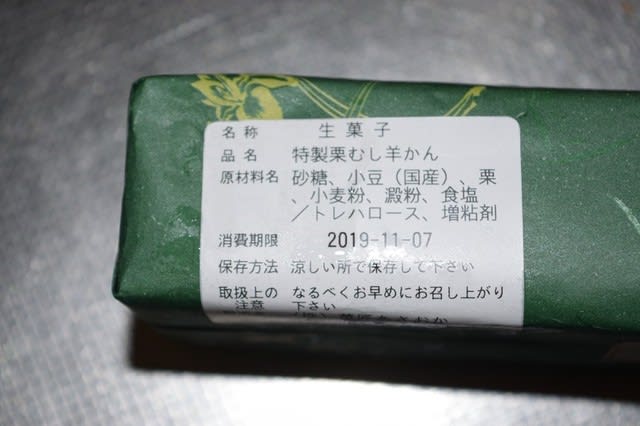 名称 生菓子
品名 特製栗むし羊かん
原材料名 砂糖、小豆（国産）、栗
、小麦粉、澱粉、食塩
／トレハロース、増粘剤
消費期限 2019-11-07
保存方法 涼しい所で保存して下さい
取扱上の なるべくお早めにお召し上がり
注意 下さい